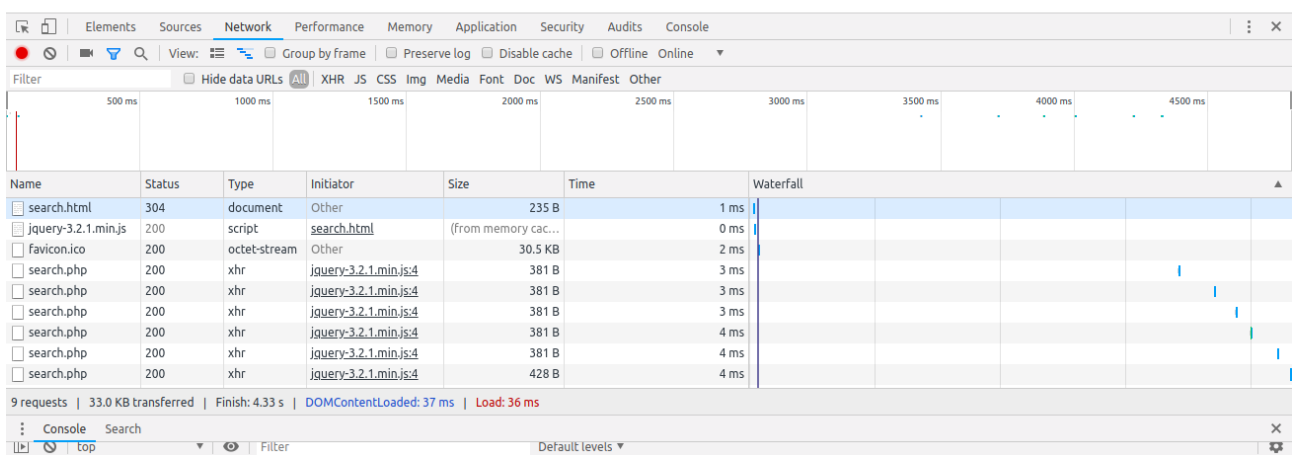 Elements Sources Network Performance Memory Application Security Audits Console
View: Group by frame Preserve log Disable cache Offline Online
Filter Hide data URLs All XHR JS CSS Img Media Font Doc WS Manifest Other
500 ms 1000 ms 1500 ms 2000 ms 2500 ms 3000 ms 3500 ms 4000 ms 4500 ms
Name Status Type Initiator Size Time Waterfall
search.html 304 document Other 235 B 1 ms
jquery-3.2.1.min.js 200 script search.html (from memory cac... 0 ms
favicon.ico 200 octet-stream Other 30.5 KB 2 ms
search.php 200 xhr jquery-3.2.1.min.js:4 381 B 3 ms
search.php 200 xhr jquery-3.2.1.min.js:4 381 B 3 ms
search.php 200 xhr jquery-3.2.1.min.js:4 381 B 3 ms
search.php 200 xhr jquery-3.2.1.min.js:4 381 B 4 ms
search.php 200 xhr jquery-3.2.1.min.js:4 381 B 4 ms
search.php 200 xhr jquery-3.2.1.min.js:4 428 B 4 ms
9 requests | 33.0 KB transferred | Finish: 4.33 s | DOMContentLoaded: 37 ms | Load: 36 ms
Console Search
top Filter Default levels